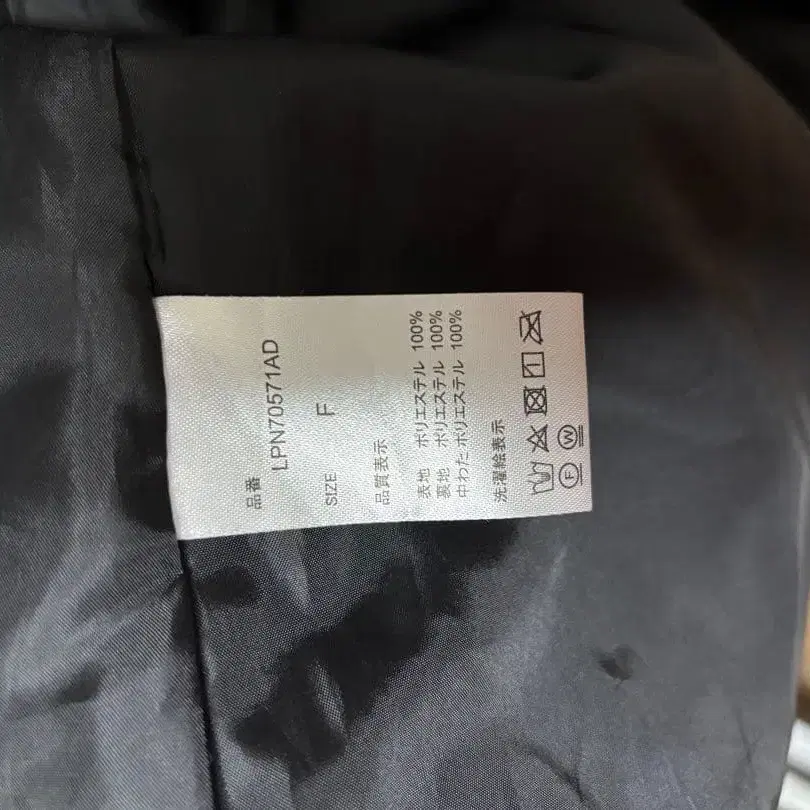 品番
LPN70571AD
SIZE
F
品質表示
表地 ポリエステル 100%
裏地 ポリエステル 100%
中わた ポリエステル 100%
洗濯絵表示
F W